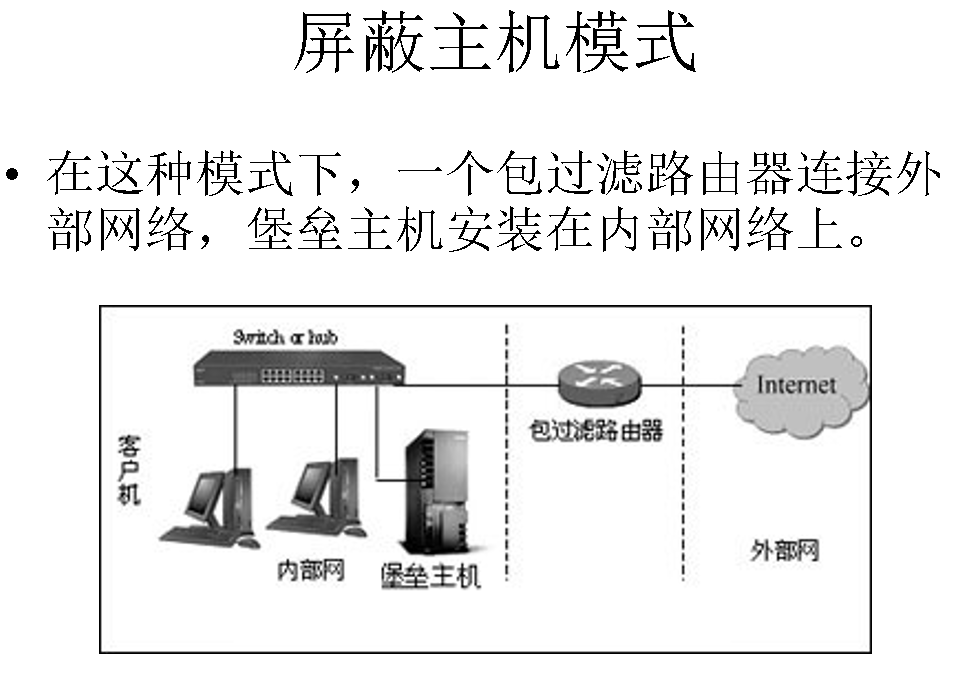 屏蔽主机模式
• 在这种模式下，一个包过滤路由器连接外
部网络，堡垒主机安装在内部网络上。
Switch or hub
Internet
包过滤路由器
客户机
内部网
堡垒主机
外部网